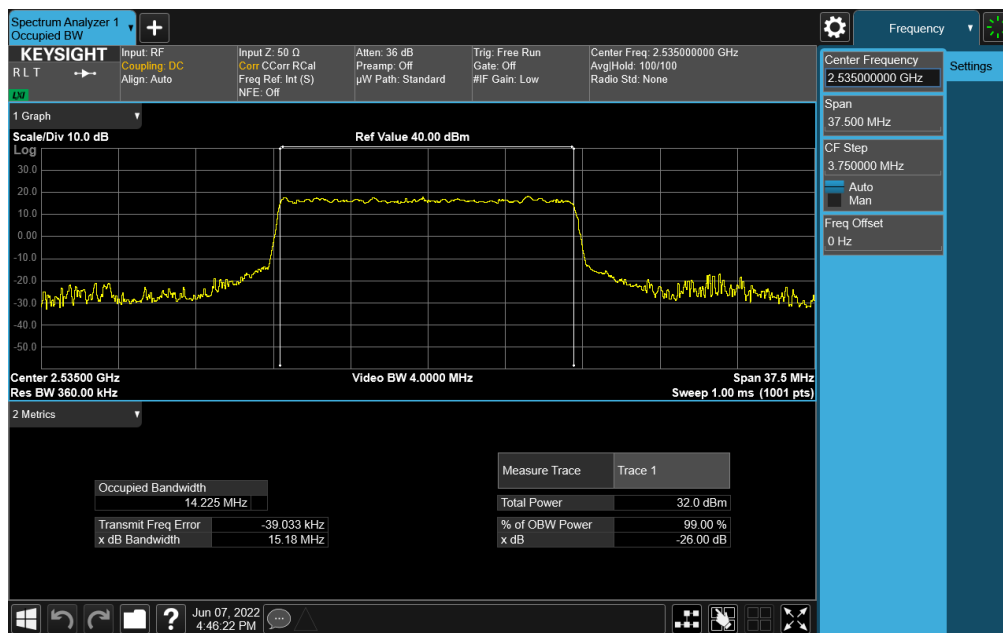 Spectrum Analyzer 1
Occupied BW
Frequency
KEYSIGHT
R L T
LXI
Input: RF
Coupling: DC
Align: Auto
Input Z: 50 Ω
Corr CCorr RCal
Freq Ref: Int (S)
NFE: Off
Atten: 36 dB
Preamp: Off
µW Path: Standard
Trig: Free Run
Gate: Off
#IF Gain: Low
Center Freq: 2.535000000 GHz
Avg|Hold: 100/100
Radio Std: None
Center Frequency
2.535000000 GHz
Settings
Span
37.500 MHz
CF Step
3.750000 MHz
Auto
Man
Freq Offset
0 Hz
1 Graph
Scale/Div 10.0 dB
Ref Value 40.00 dBm
Log
30.0
20.0
10.0
0.00
-10.0
-20.0
-30.0
-40.0
-50.0
Center 2.53500 GHz
Video BW 4.0000 MHz
Span 37.5 MHz
Res BW 360.00 kHz
Sweep 1.00 ms (1001 pts)
2 Metrics
Measure Trace Trace 1
Occupied Bandwidth
14.225 MHz
Total Power 32.0 dBm
Transmit Freq Error -39.033 kHz
% of OBW Power 99.00 %
x dB Bandwidth 15.18 MHz
x dB -26.00 dB
Jun 07, 2022
4:46:22 PM